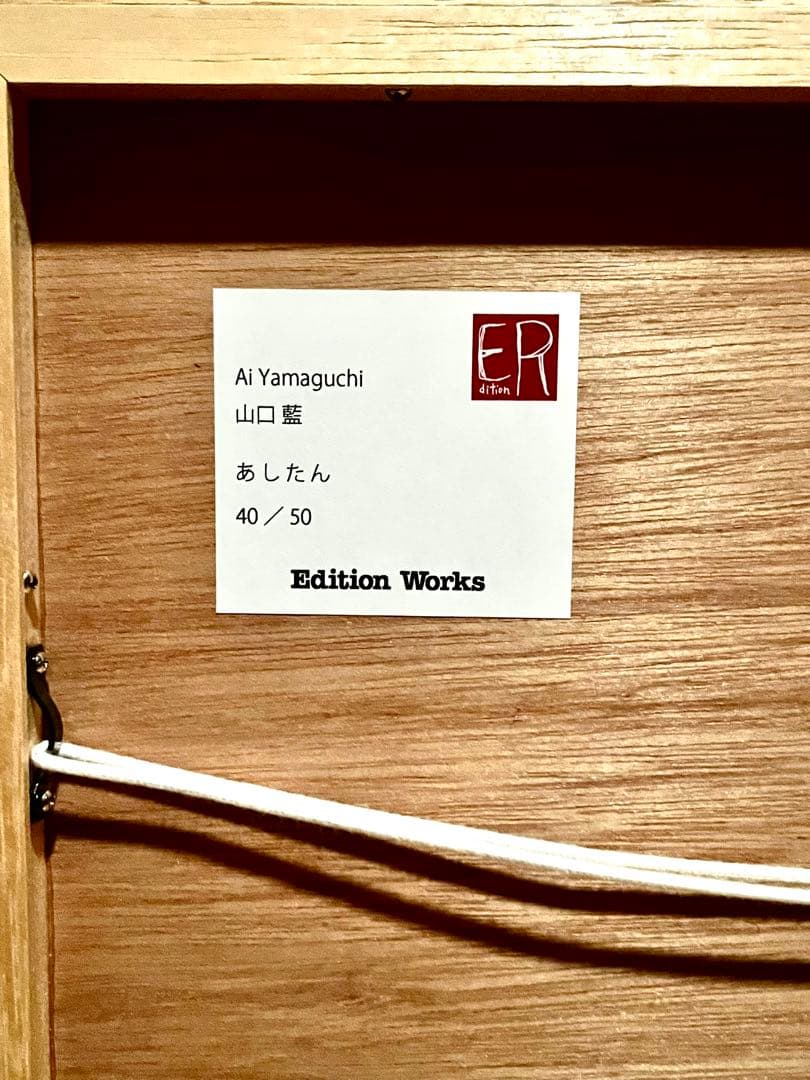 ER
dition
Ai Yamaguchi
山口 藍
あしたん
40 ／ 50
Edition Works